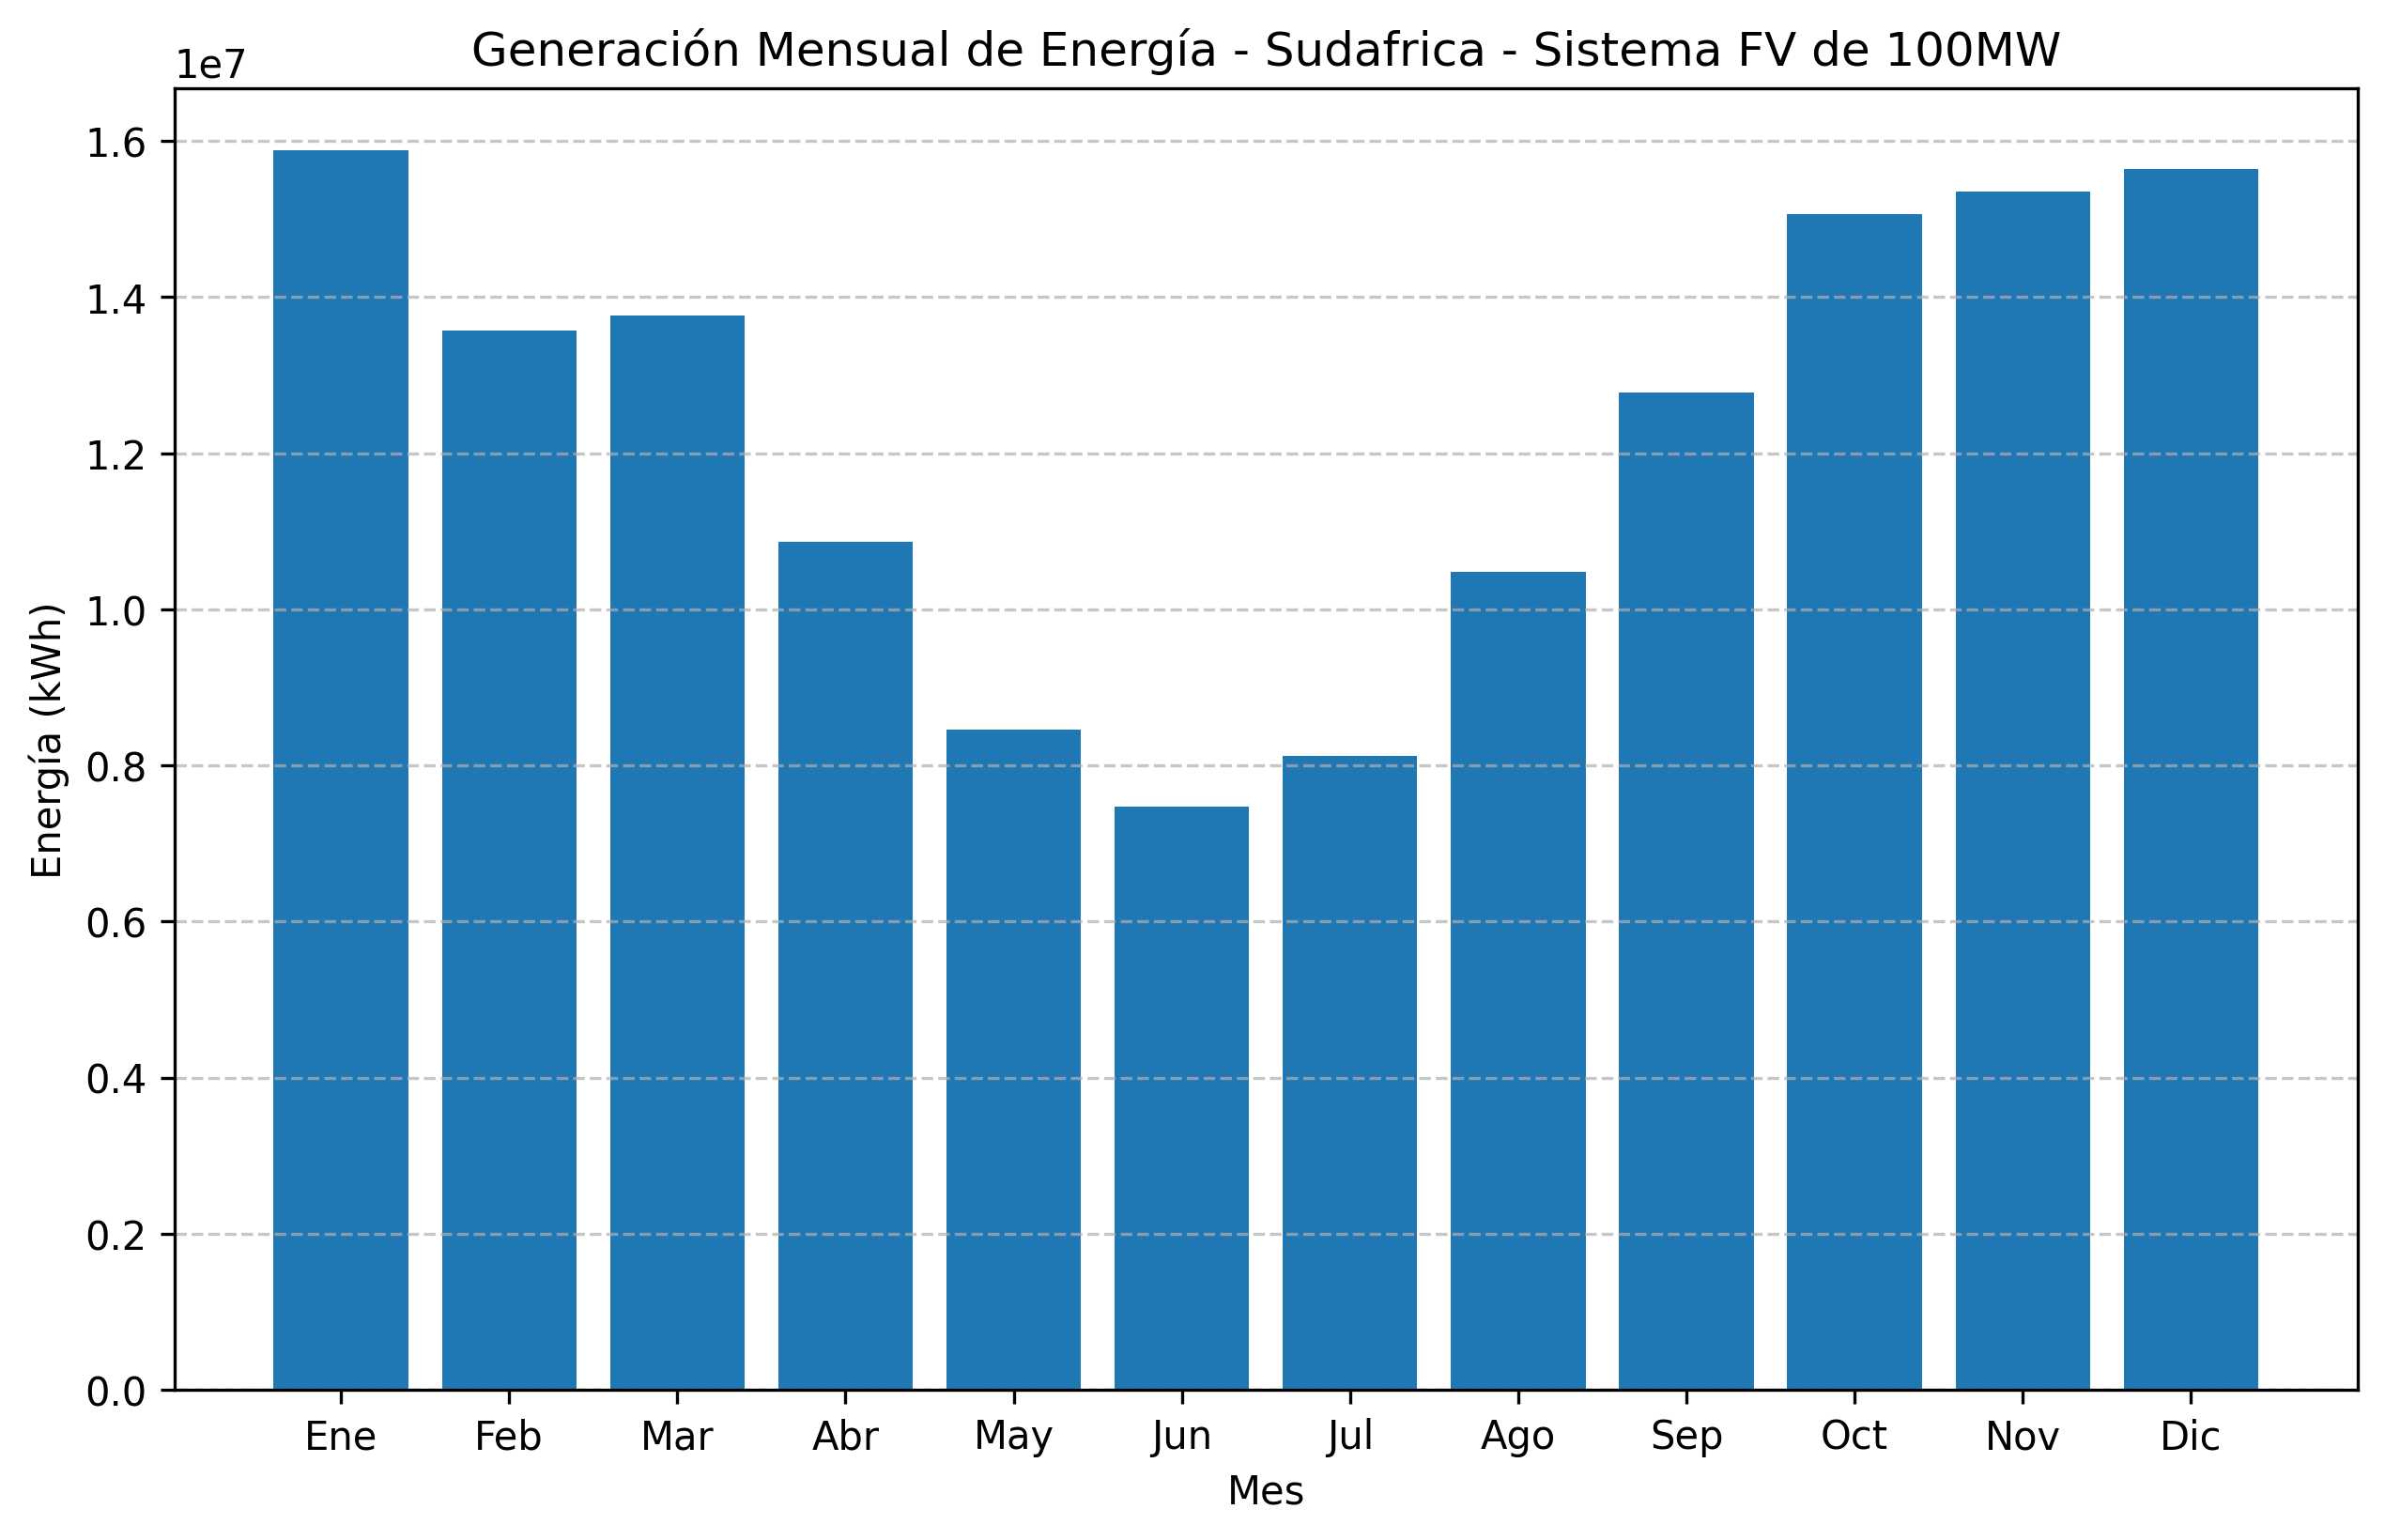 Generación Mensual de Energía - Sudafrica - Sistema FV de 100MW
1e7
1.6
1.4
1.2
1.0
0.8
0.6
0.4
0.2
0.0
Energía (kWh)
Ene Feb Mar Abr May Jun Jul Ago Sep Oct Nov Dic
Mes